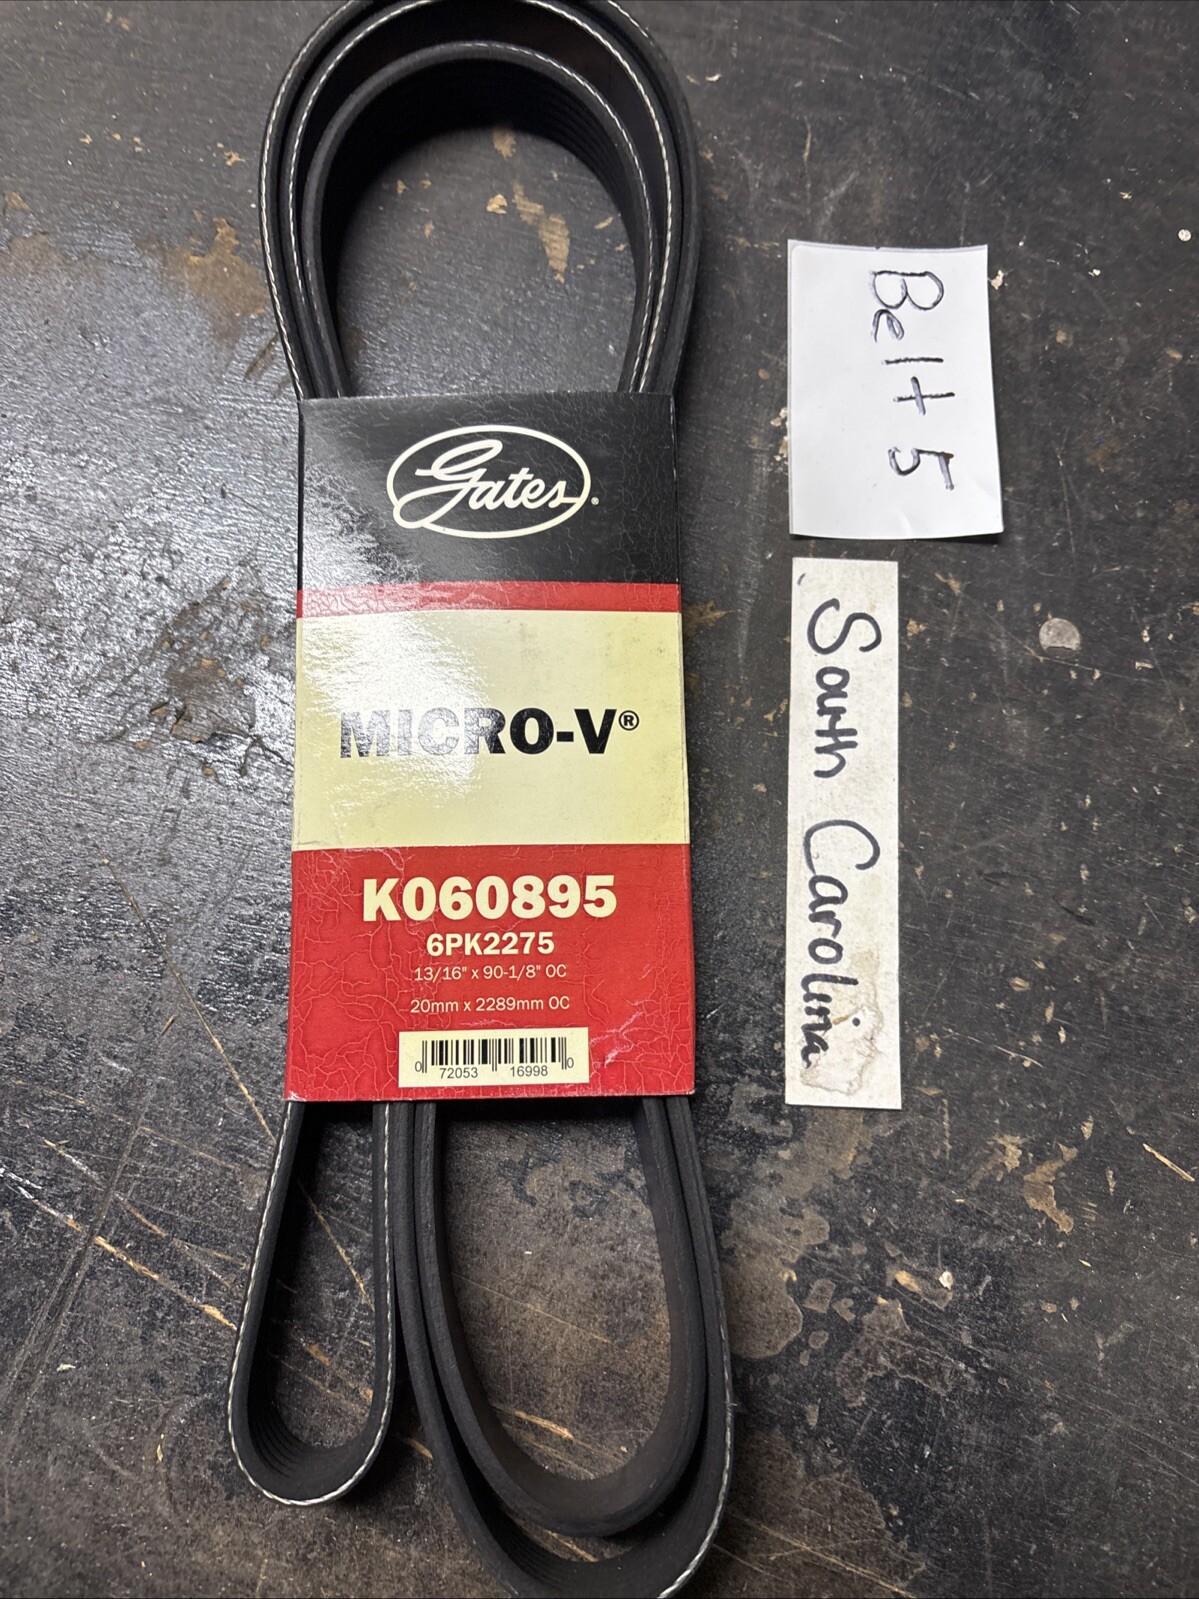 Gates®
MICRO-V®
K060895
6PK2275
13/16" x 90-1/8" OC
20mm x 2289mm OC
0 72053 16998 0
Belt 5
South Carolina